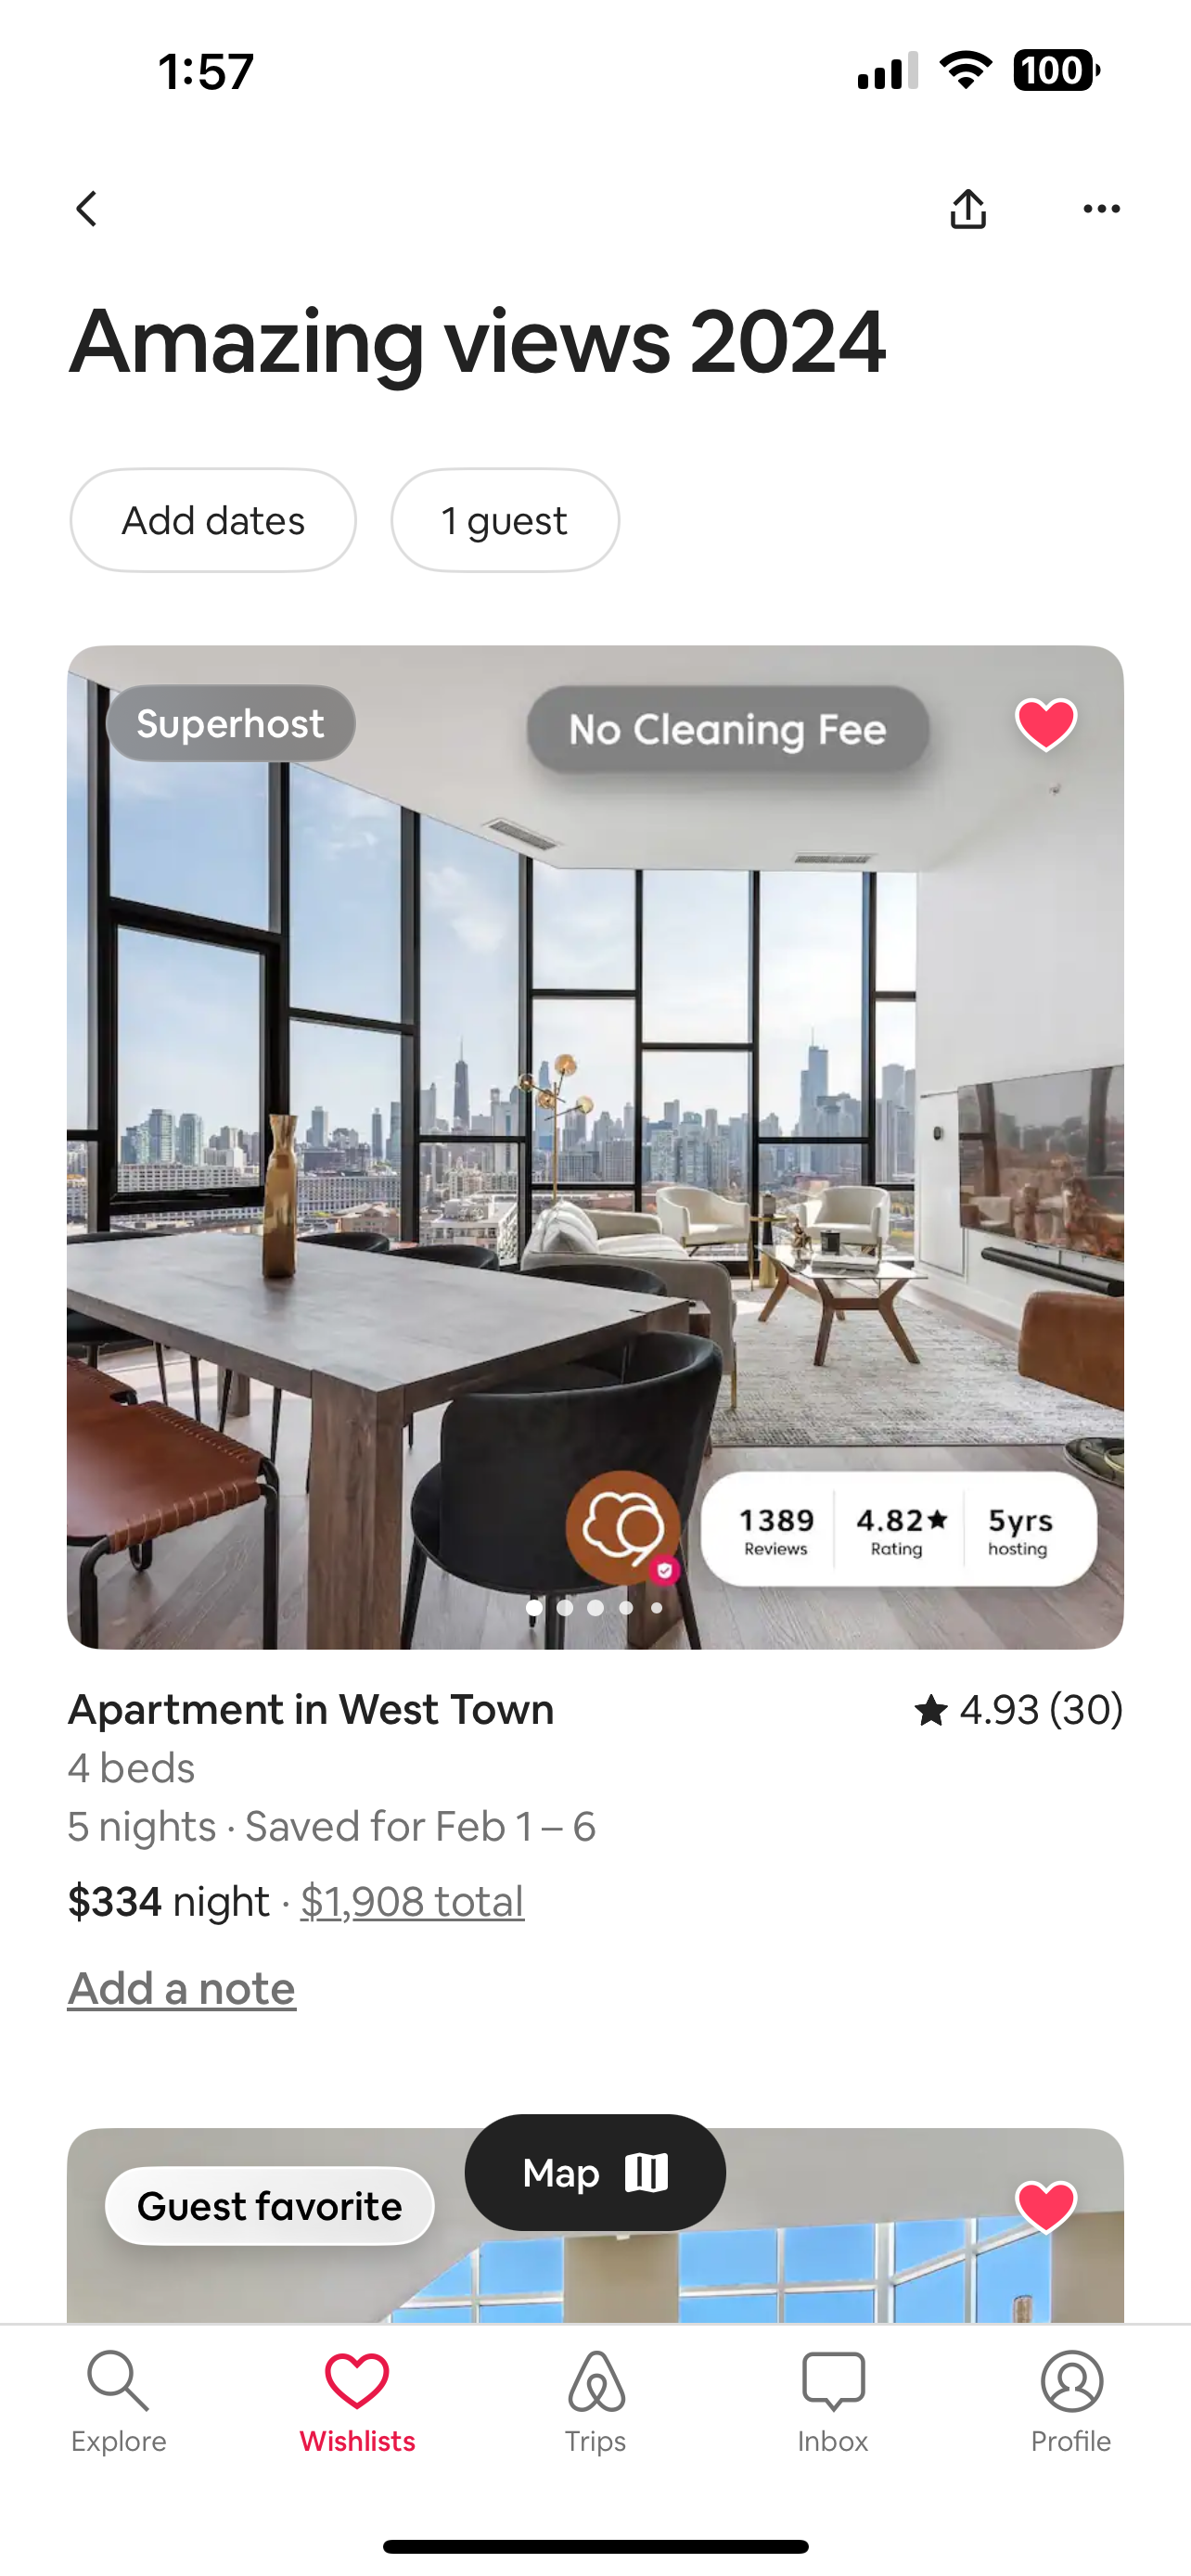 1:57
100
Amazing views 2024
Add dates
1 guest
Superhost
No Cleaning Fee
1389 4.82★ 5yrs
Reviews Rating hosting
Apartment in West Town ★ 4.93 (30)
4 beds
5 nights · Saved for Feb 1 – 6
$334 night · $1,908 total
Add a note
Map
Guest favorite
Explore
Wishlists
Trips
Inbox
Profile